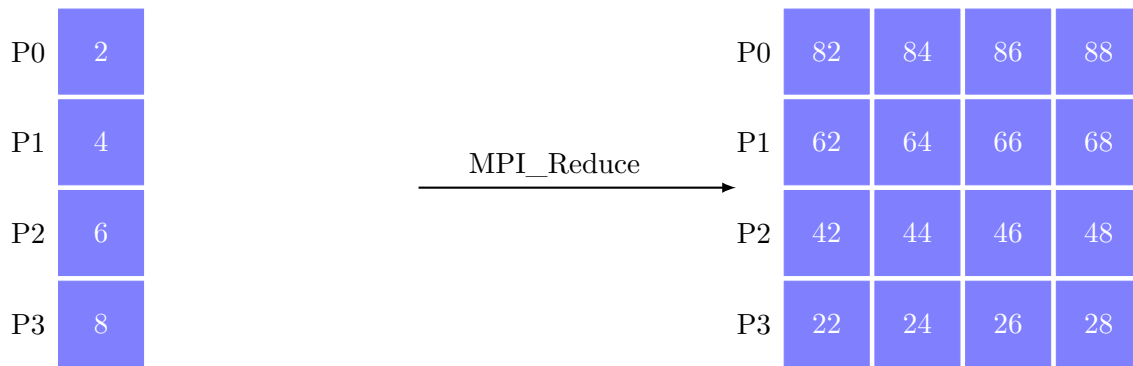 P0 2 P0 82 84 86 88
P1 4 P1 62 64 66 68
MPI_Reduce
P2 6 P2 42 44 46 48
P3 8 P3 22 24 26 28